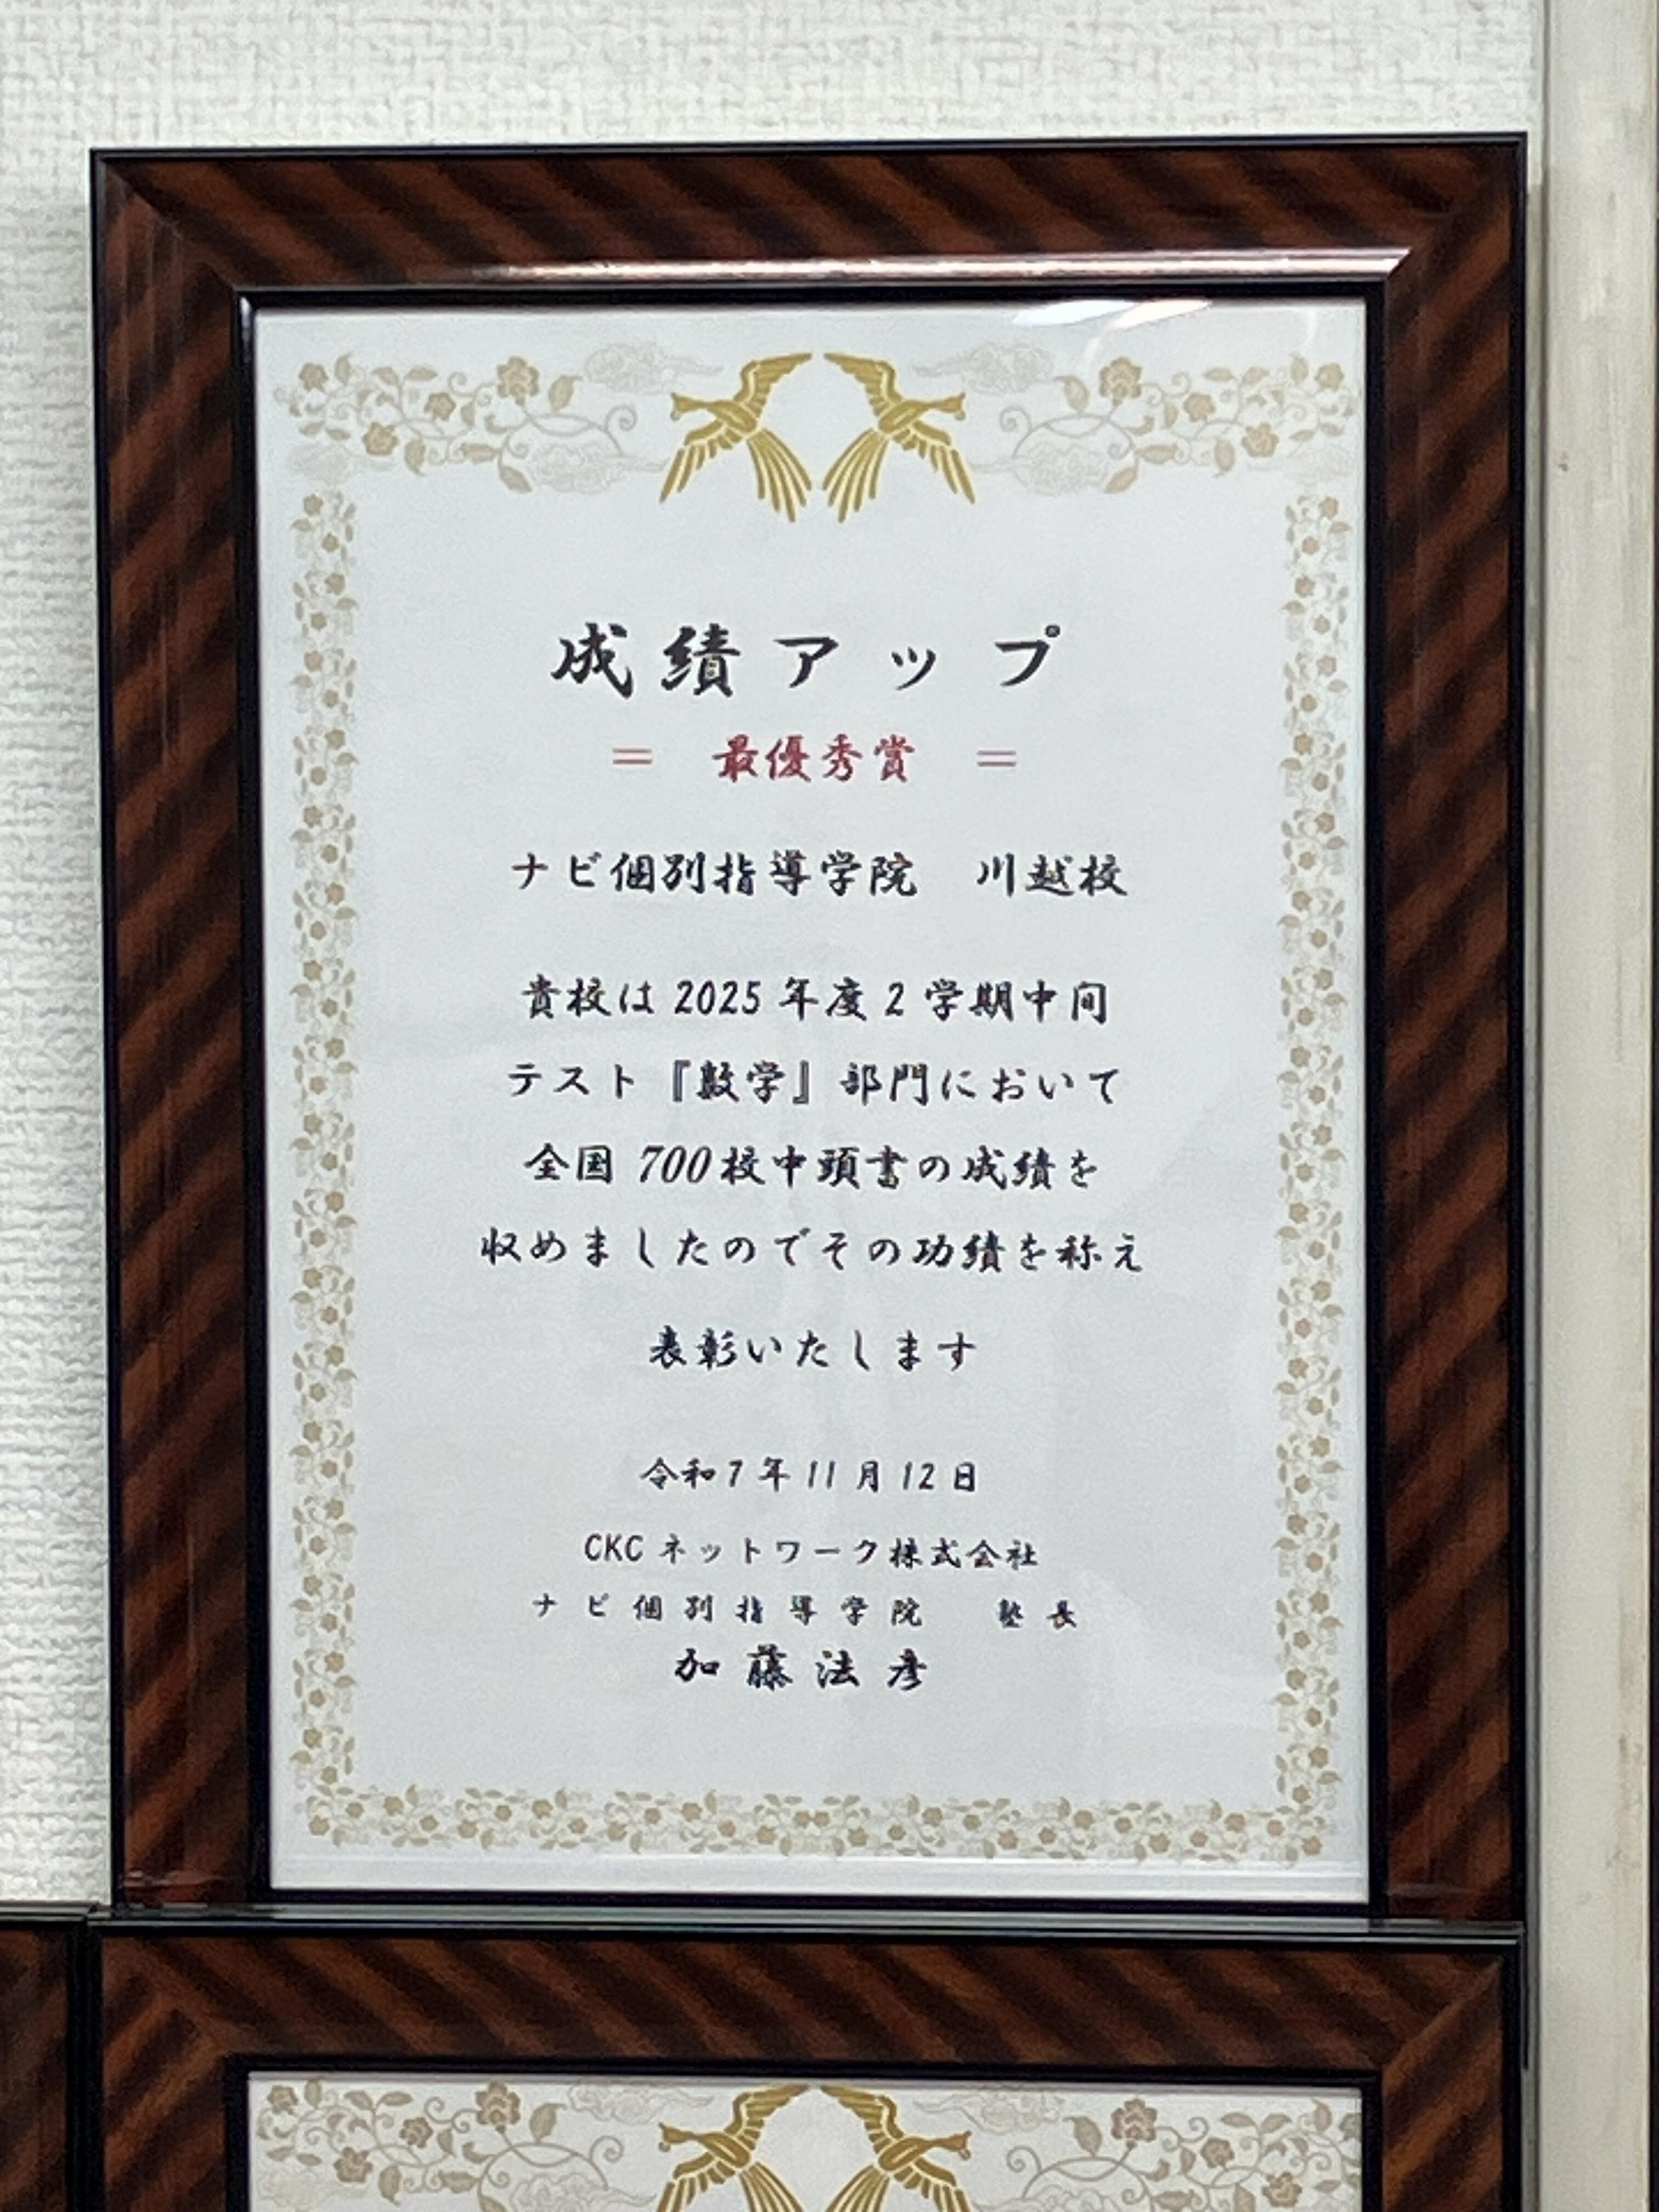 成績アップ
＝ 最優秀賞 ＝
ナビ個別指導学院　川越校
貴校は2025年度2学期中間
テスト『数学』部門において
全国700校中頭書の成績を
収めましたのでその功績を称え
表彰いたします
令和7年11月12日
CKCネットワーク株式会社
ナビ個別指導学院　塾長
加藤法彦